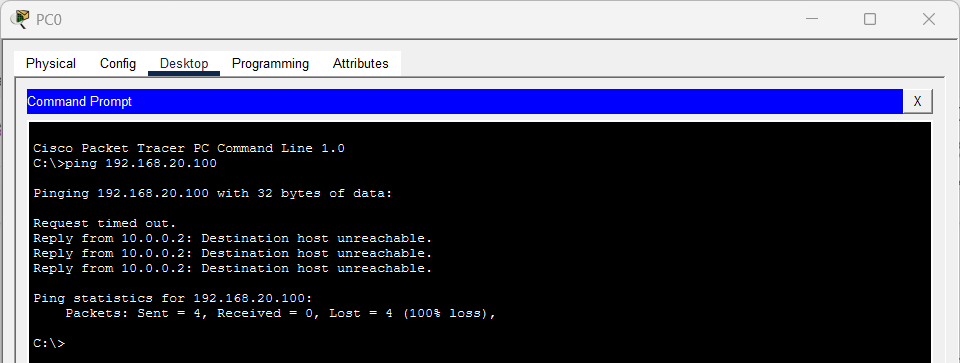 PC0
Physical Config Desktop Programming Attributes
Command Prompt X
Cisco Packet Tracer PC Command Line 1.0
C:\>ping 192.168.20.100
Pinging 192.168.20.100 with 32 bytes of data:
Request timed out.
Reply from 10.0.0.2: Destination host unreachable.
Reply from 10.0.0.2: Destination host unreachable.
Reply from 10.0.0.2: Destination host unreachable.
Ping statistics for 192.168.20.100:
    Packets: Sent = 4, Received = 0, Lost = 4 (100% loss),
C:\>